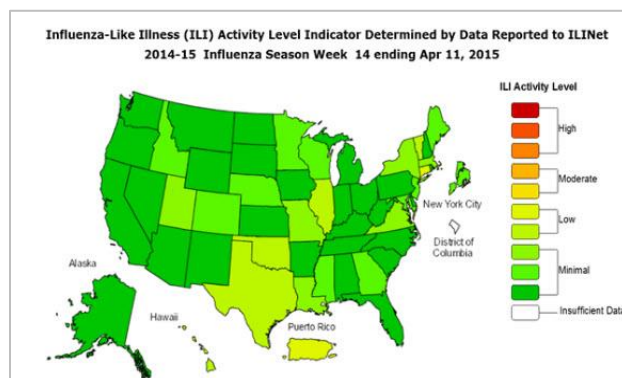 Influenza-Like Illness (ILI) Activity Level Indicator Determined by Data Reported to ILINet
2014-15 Influenza Season Week 14 ending Apr 11, 2015
ILI Activity Level
High
Moderate
New York City
Low
District of
Columbia
Alaska
Minimal
Hawaii
Insufficient Data
Puerto Rico